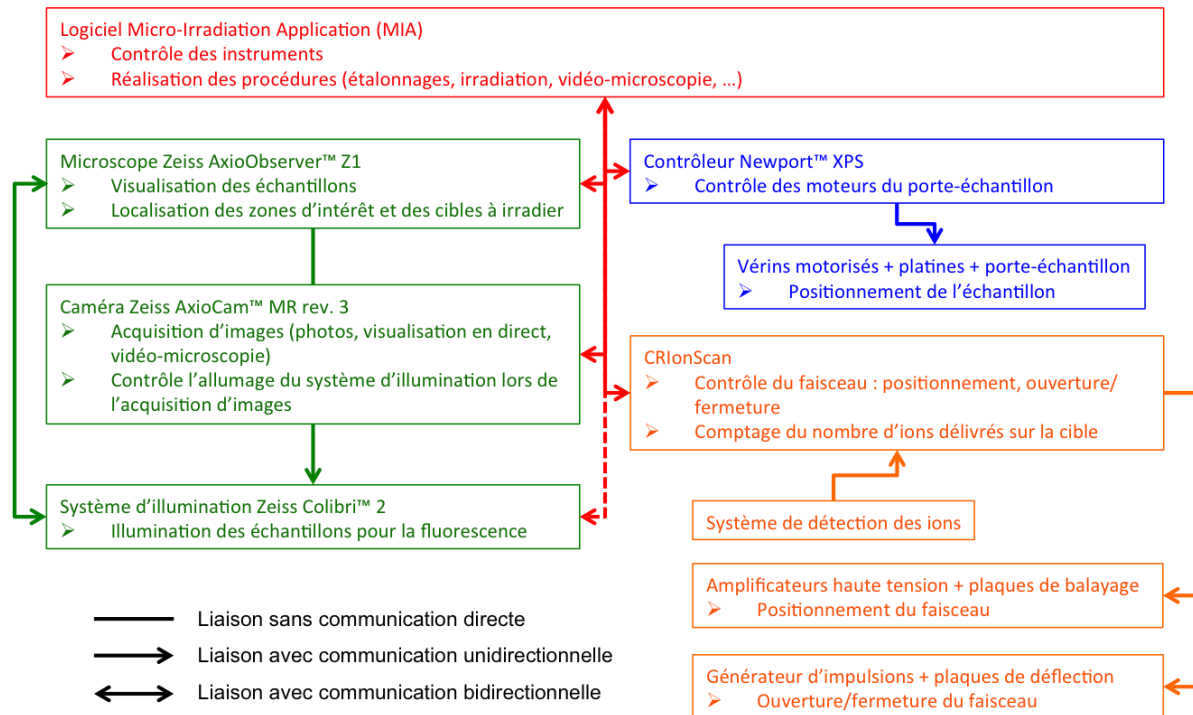 Logiciel Micro-Irradiation Application (MIA)
➢ Contrôle des instruments
➢ Réalisation des procédures (étalonnages, irradiation, vidéo-microscopie, ...)
Microscope Zeiss AxioObserver™ Z1
➢ Visualisation des échantillons
➢ Localisation des zones d'intérêt et des cibles à irradier
Contrôleur Newport™ XPS
➢ Contrôle des moteurs du porte-échantillon
Vérins motorisés + platines + porte-échantillon
➢ Positionnement de l'échantillon
Caméra Zeiss AxioCam™ MR rev. 3
➢ Acquisition d'images (photos, visualisation en direct,
vidéo-microscopie)
➢ Contrôle l'allumage du système d'illumination lors de
l'acquisition d'images
CRIonScan
➢ Contrôle du faisceau : positionnement, ouverture/
fermeture
➢ Comptage du nombre d'ions délivrés sur la cible
Système d'illumination Zeiss Colibri™ 2
➢ Illumination des échantillons pour la fluorescence
Système de détection des ions
Amplificateurs haute tension + plaques de balayage
➢ Positionnement du faisceau
Générateur d'impulsions + plaques de déflection
➢ Ouverture/fermeture du faisceau
Liaison sans communication directe
Liaison avec communication unidirectionnelle
Liaison avec communication bidirectionnelle